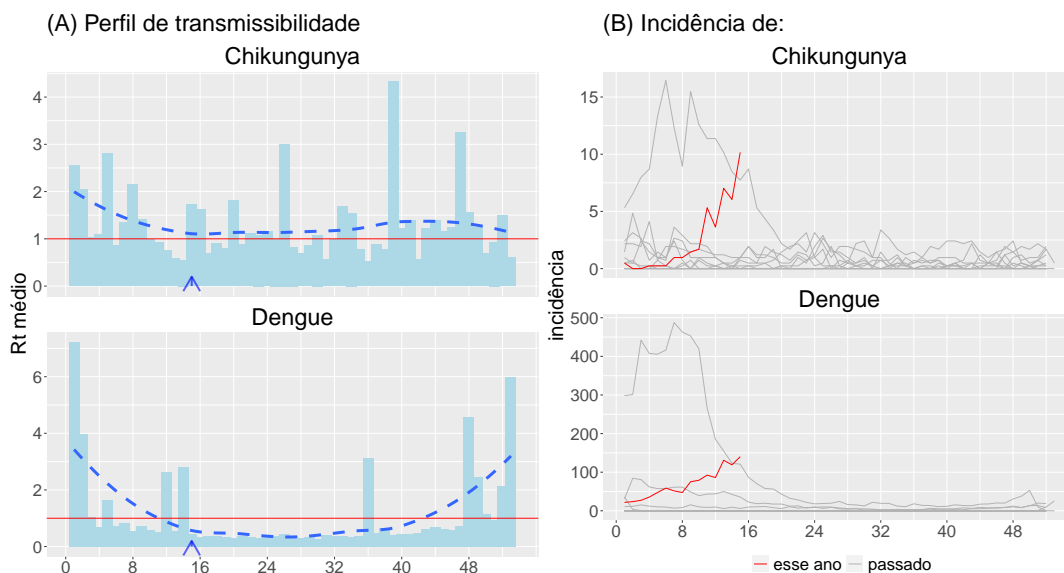 (A) Perfil de transmissibilidade
Chikungunya
4
3
2
1
0
Dengue
6
4
2
0
Rt médio
0 8 16 24 32 40 48
(B) Incidência de:
Chikungunya
15
10
5
0
Dengue
500
400
300
200
100
0
incidência
0 8 16 24 32 40 48
esse ano passado